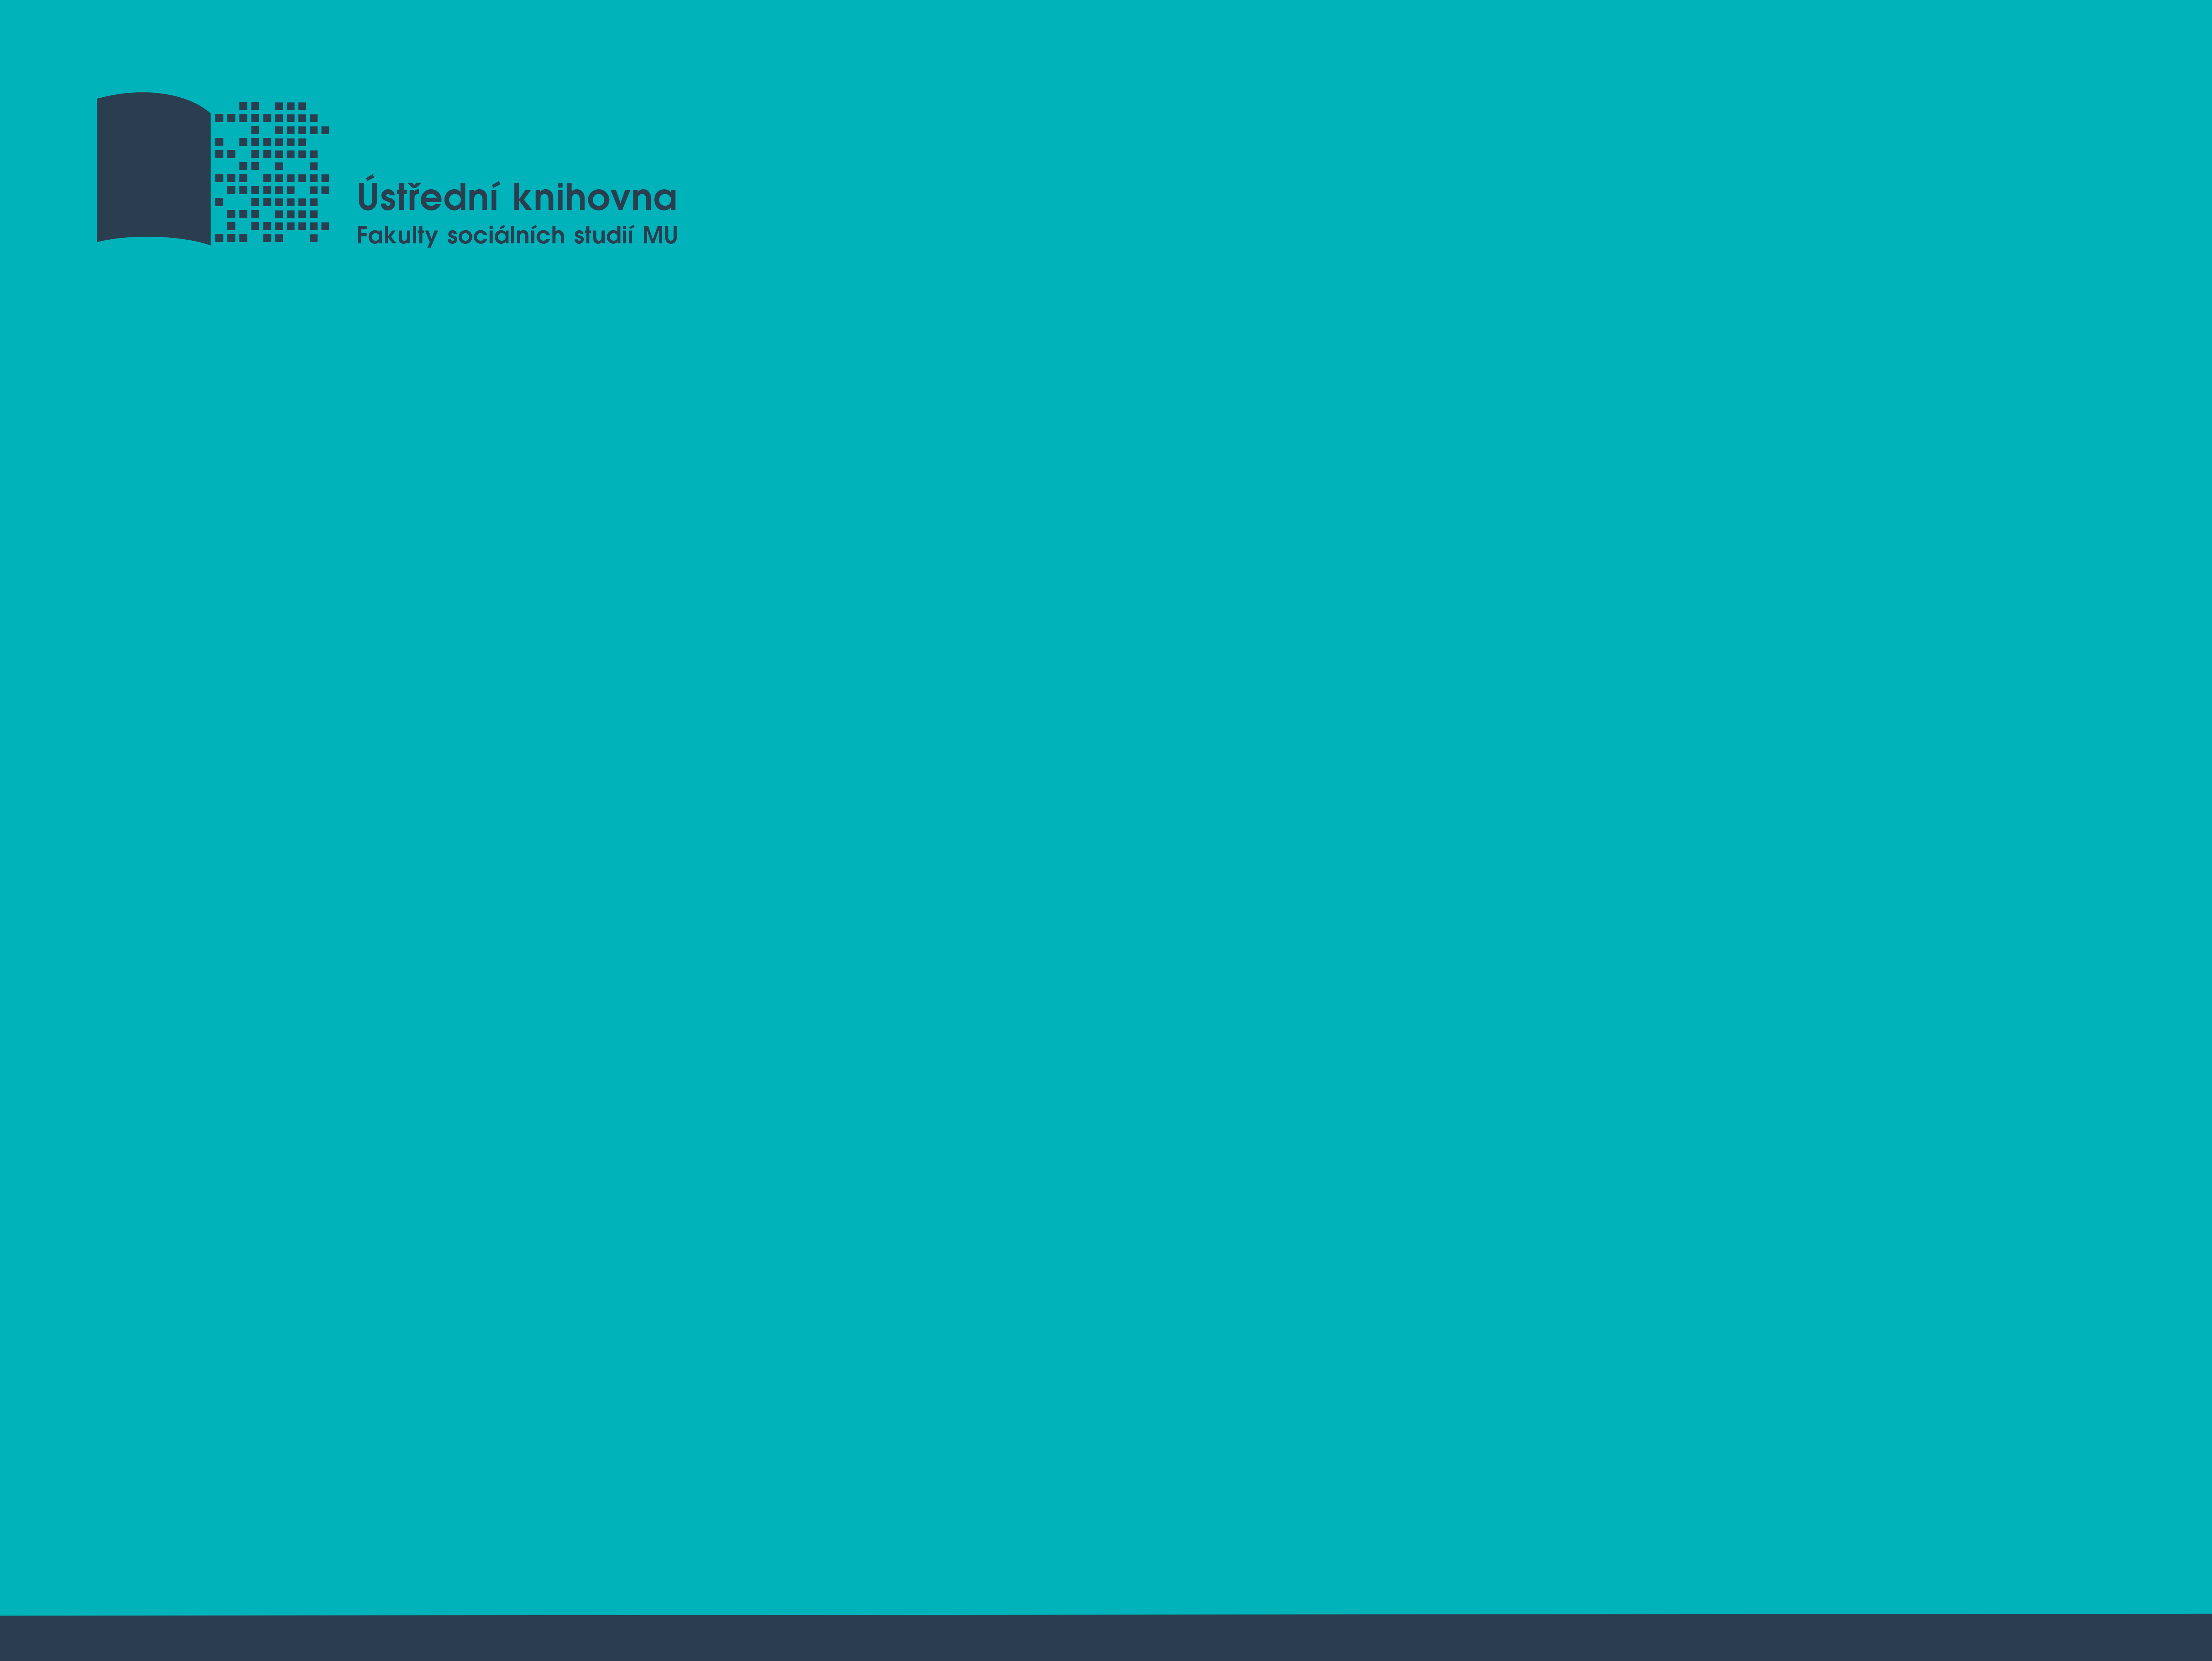 Ústřední knihovna
Fakulty sociálních studií MU